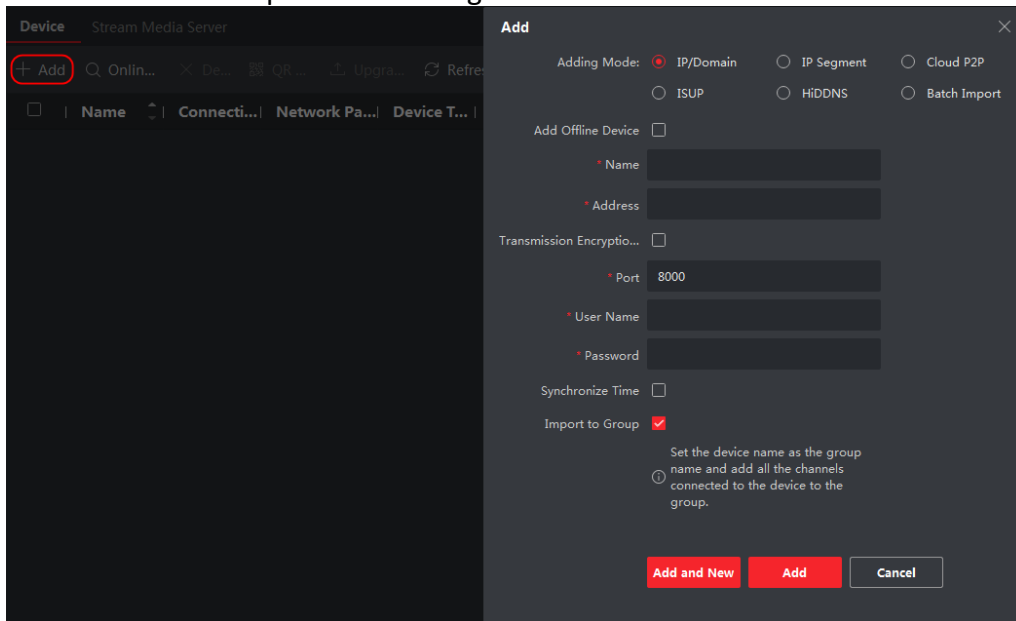 Device Stream Media Server
+ Add Onlin... De... QR ... Upgra... Refre
Name Connecti... Network Pa... Device T...
Add
Adding Mode: IP/Domain IP Segment Cloud P2P
ISUP HiDDNS Batch Import
Add Offline Device
* Name
* Address
Transmission Encryptio...
* Port 8000
* User Name
* Password
Synchronize Time
Import to Group
Set the device name as the group
name and add all the channels
connected to the device to the
group.
Add and New Add Cancel